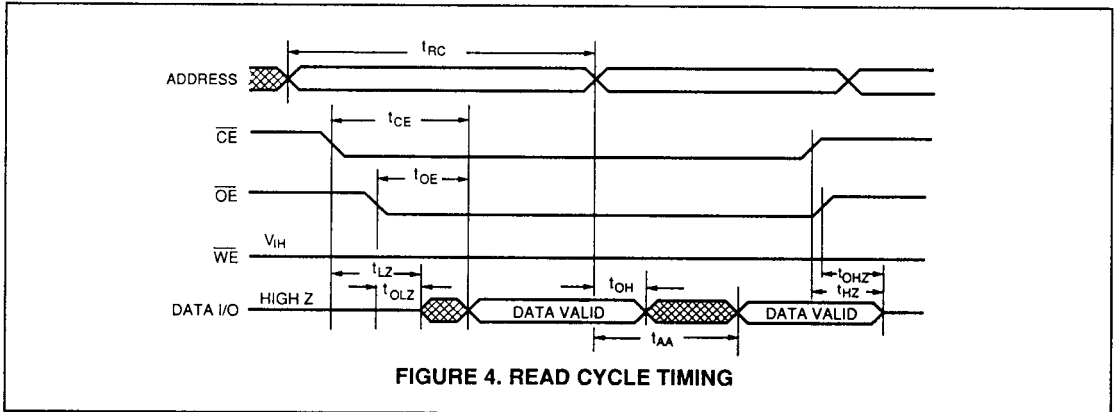 tRC
ADDRESS
tCE
CE
tOE
OE
WE VIH
tLZ
tOLZ
tOH
tOHZ
tHZ
DATA I/O HIGH Z DATA VALID DATA VALID
tAA
FIGURE 4. READ CYCLE TIMING